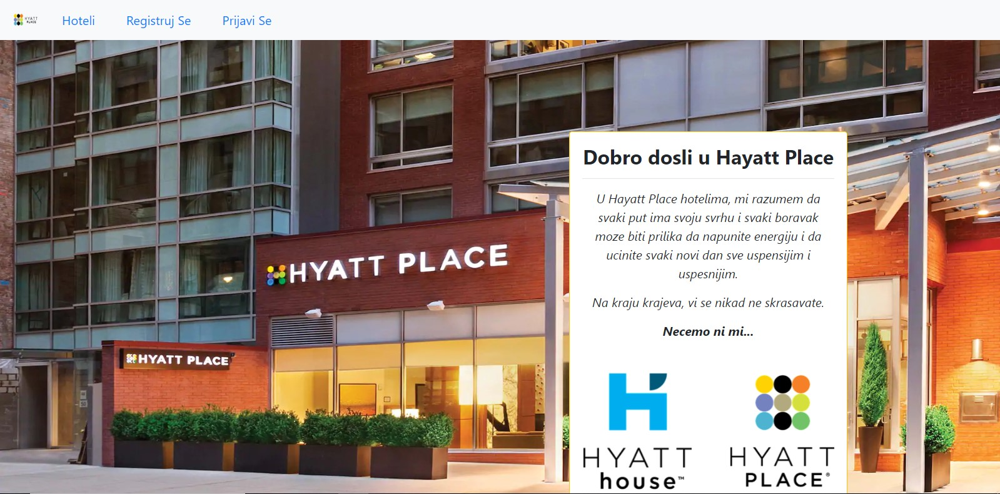 HYATT
PLACE
Hoteli
Registruj Se
Prijavi Se
HYATT PLACE
HYATT PLACE
50
Dobro dosli u Hayatt Place
U Hayatt Place hotelima, mi razumem da
svaki put ima svoju svrhu i svaki boravak
moze biti prilika da napunite energiju i da
ucinite svaki novi dan sve uspensijim i
uspesnijim.
Na kraju krajeva, vi se nikad ne skrasavate.
Necemo ni mi...
HYATT
house™
HYATT
PLACE®